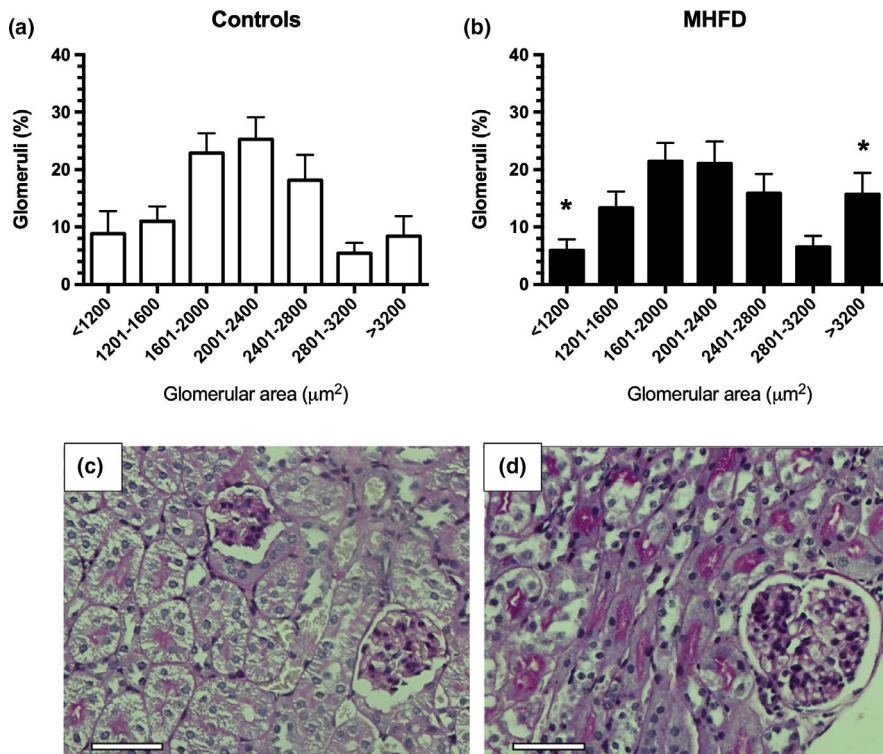 (a)
Controls
Glomeruli (%)
40
30
20
10
0
<1200
1201-1600
1601-2000
2001-2400
2401-2800
2801-3200
>3200
Glomerular area (μm²)
(b)
MHFD
Glomeruli (%)
40
30
20
10
0
*
*
<1200
1201-1600
1601-2000
2001-2400
2401-2800
2801-3200
>3200
Glomerular area (μm²)
(c)
(d)